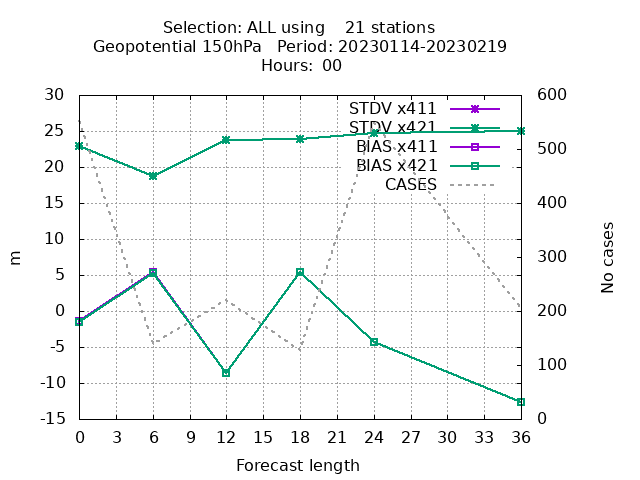 Selection: ALL using    21 stations
Geopotential 150hPa   Period: 20230114-20230219
Hours: 00
30
25
20
15
10
5
0
-5
-10
-15
m
STDV x411
STDV x421
BIAS x411
BIAS x421
CASES
600
500
400
300
200
100
0
No cases
0 3 6 9 12 15 18 21 24 27 30 33 36
Forecast length